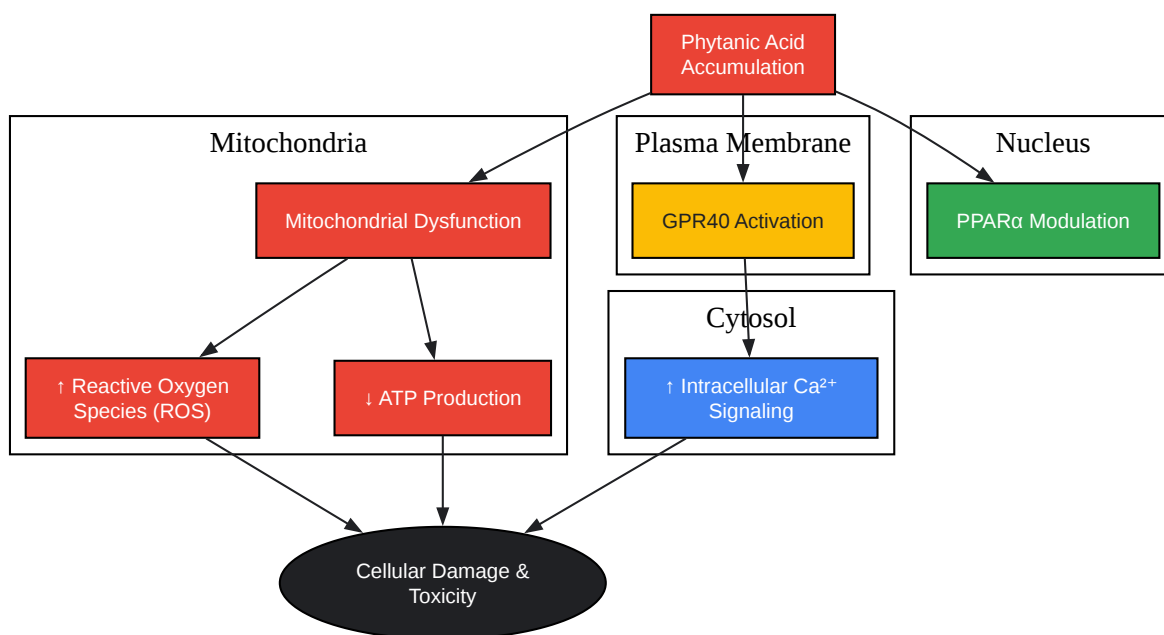 Phytanic Acid
Accumulation
Mitochondria
Plasma Membrane
Nucleus
Mitochondrial Dysfunction
GPR40 Activation
PPARα Modulation
Cytosol
↑ Reactive Oxygen
Species (ROS)
↓ ATP Production
↑ Intracellular Ca²⁺
Signaling
Cellular Damage &
Toxicity